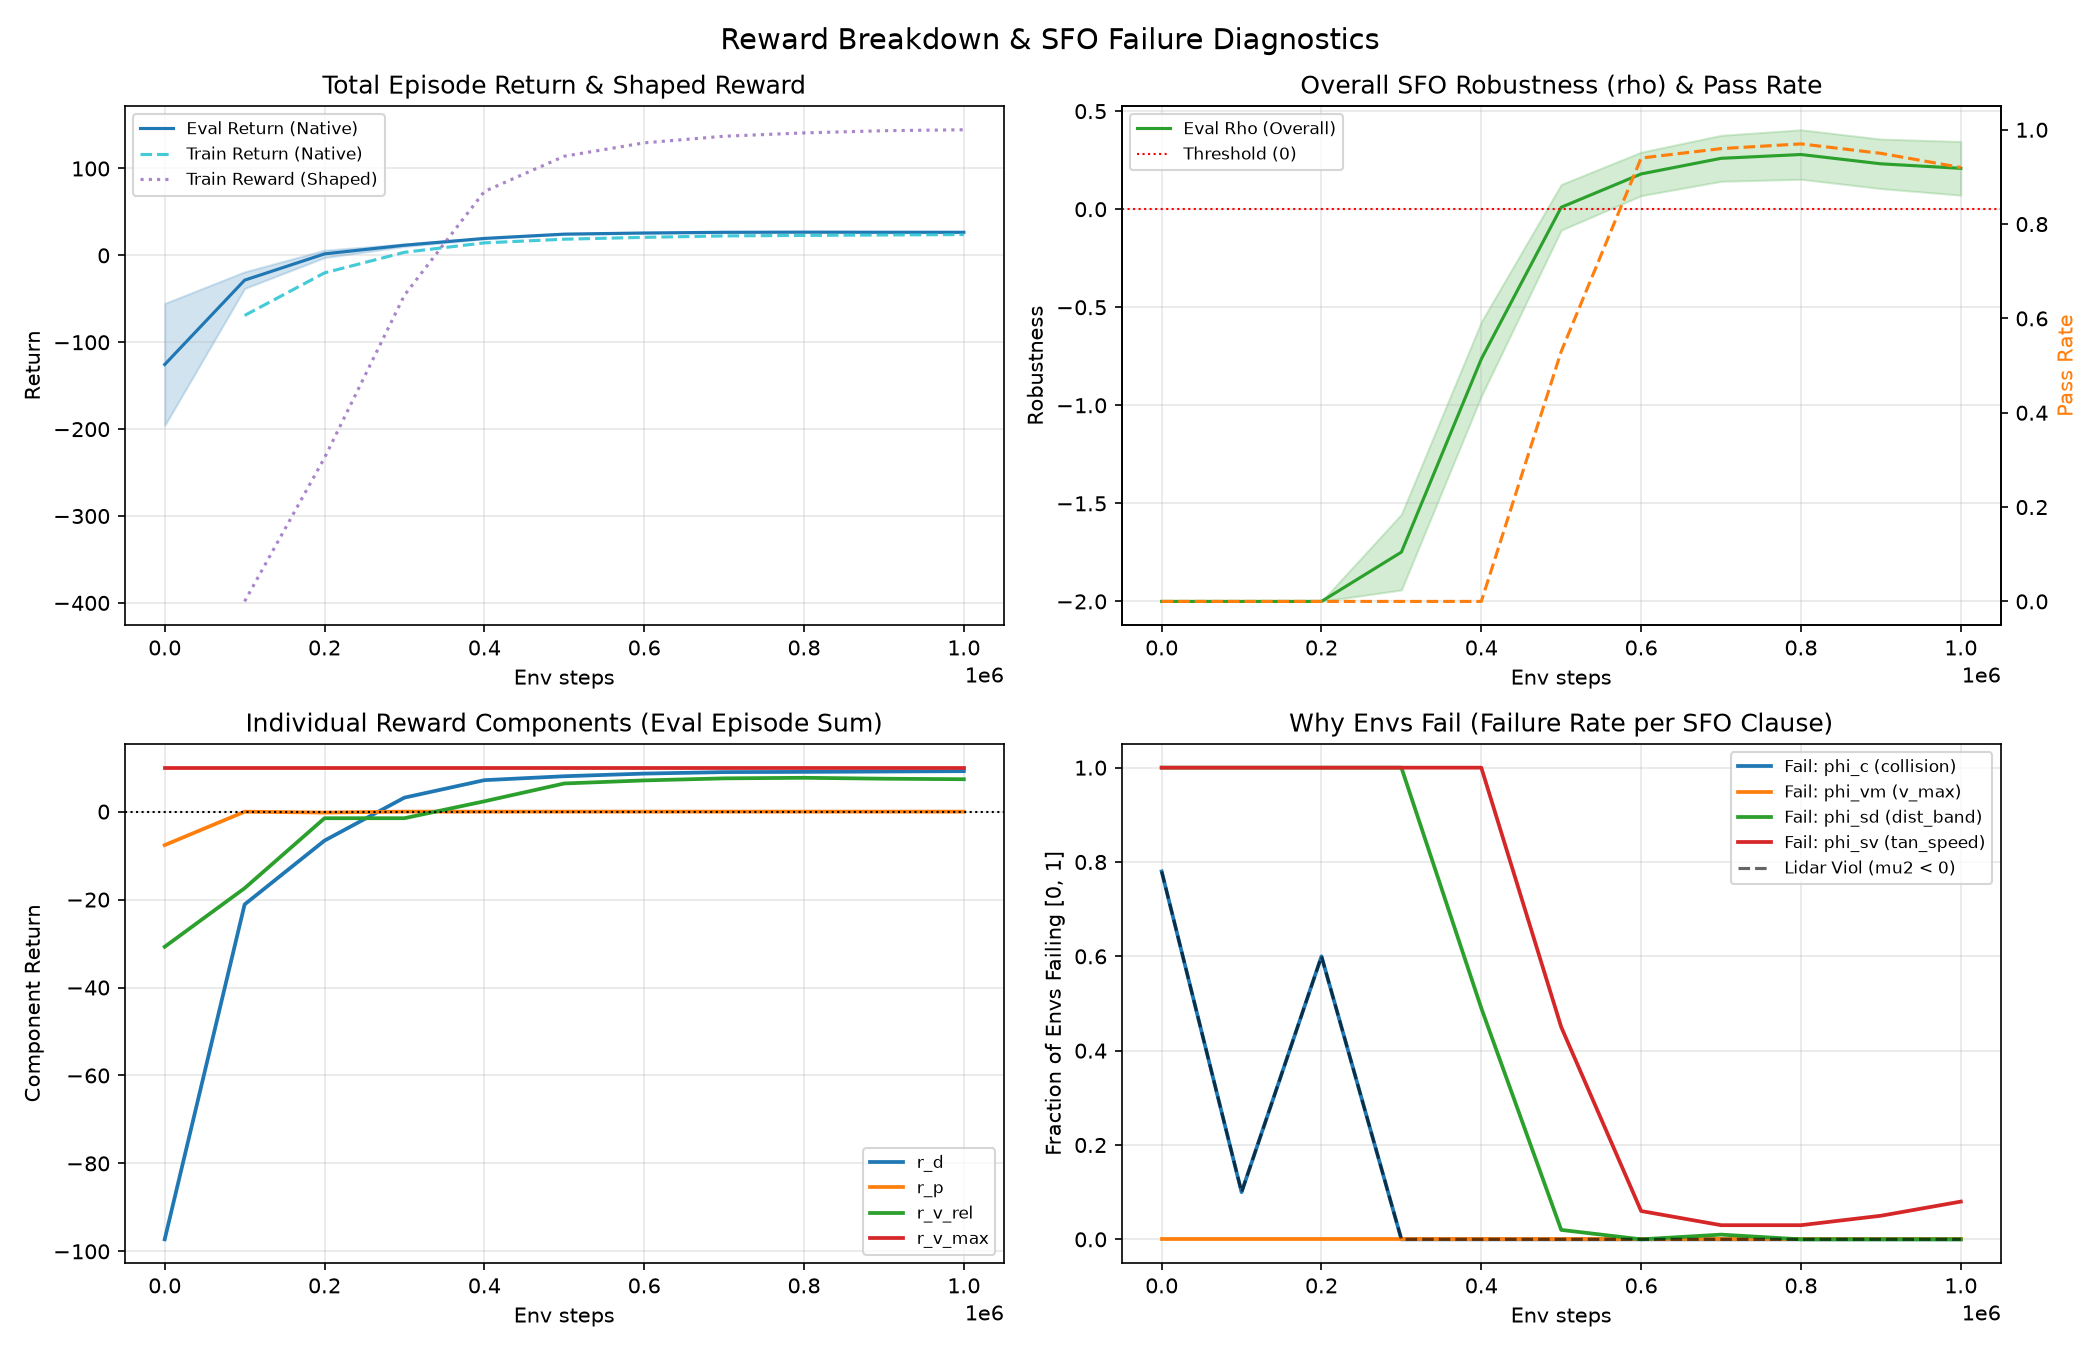 Reward Breakdown & SFO Failure Diagnostics
Total Episode Return & Shaped Reward
Eval Return (Native)
Train Return (Native)
Train Reward (Shaped)
100
0
−100
−200
−300
−400
Return
0.0 0.2 0.4 0.6 0.8 1.0
1e6
Env steps
Overall SFO Robustness (rho) & Pass Rate
Eval Rho (Overall)
Threshold (0)
0.5
0.0
−0.5
−1.0
−1.5
−2.0
Robustness
1.0
0.8
0.6
0.4
0.2
0.0
Pass Rate
0.0 0.2 0.4 0.6 0.8 1.0
1e6
Env steps
Individual Reward Components (Eval Episode Sum)
0
−20
−40
−60
−80
−100
Component Return
r_d
r_p
r_v_rel
r_v_max
0.0 0.2 0.4 0.6 0.8 1.0
1e6
Env steps
Why Envs Fail (Failure Rate per SFO Clause)
Fail: phi_c (collision)
Fail: phi_vm (v_max)
Fail: phi_sd (dist_band)
Fail: phi_sv (tan_speed)
Lidar Viol (mu2 < 0)
1.0
0.8
0.6
0.4
0.2
0.0
Fraction of Envs Failing [0, 1]
0.0 0.2 0.4 0.6 0.8 1.0
1e6
Env steps